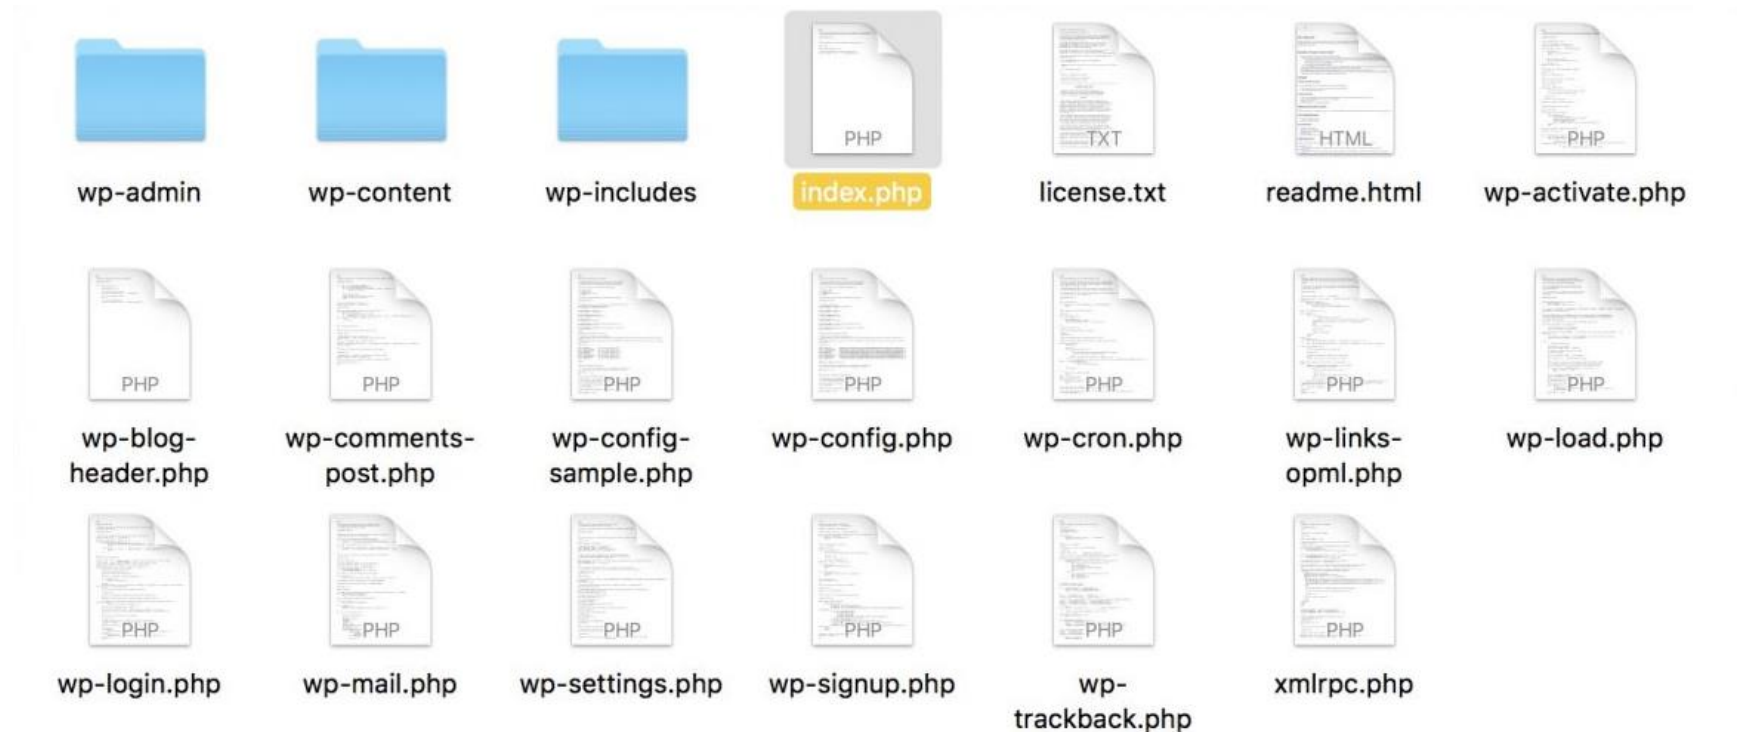 PHP
TXT
HTML
PHP
wp-admin
wp-content
wp-includes
index.php
license.txt
readme.html
wp-activate.php
PHP
PHP
PHP
PHP
PHP
PHP
PHP
wp-blog-
header.php
wp-comments-
post.php
wp-config-
sample.php
wp-config.php
wp-cron.php
wp-links-
opml.php
wp-load.php
PHP
PHP
PHP
PHP
PHP
PHP
wp-login.php
wp-mail.php
wp-settings.php
wp-signup.php
wp-
trackback.php
xmlrpc.php